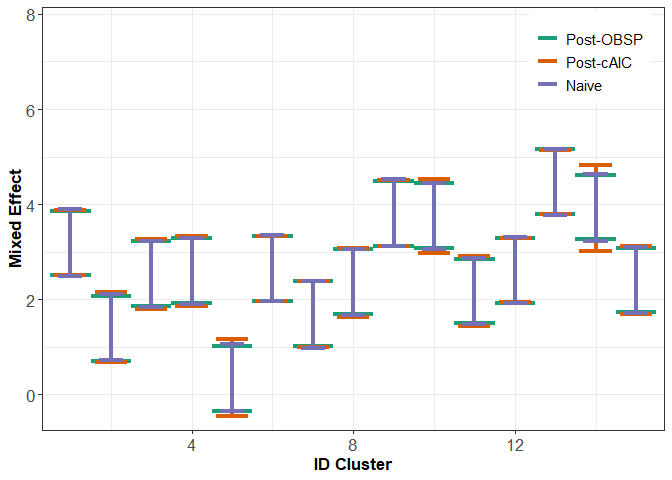 8
6
4
2
0
Mixed Effect
Post-OBSP
Post-cAIC
Naive
4
8
12
ID Cluster